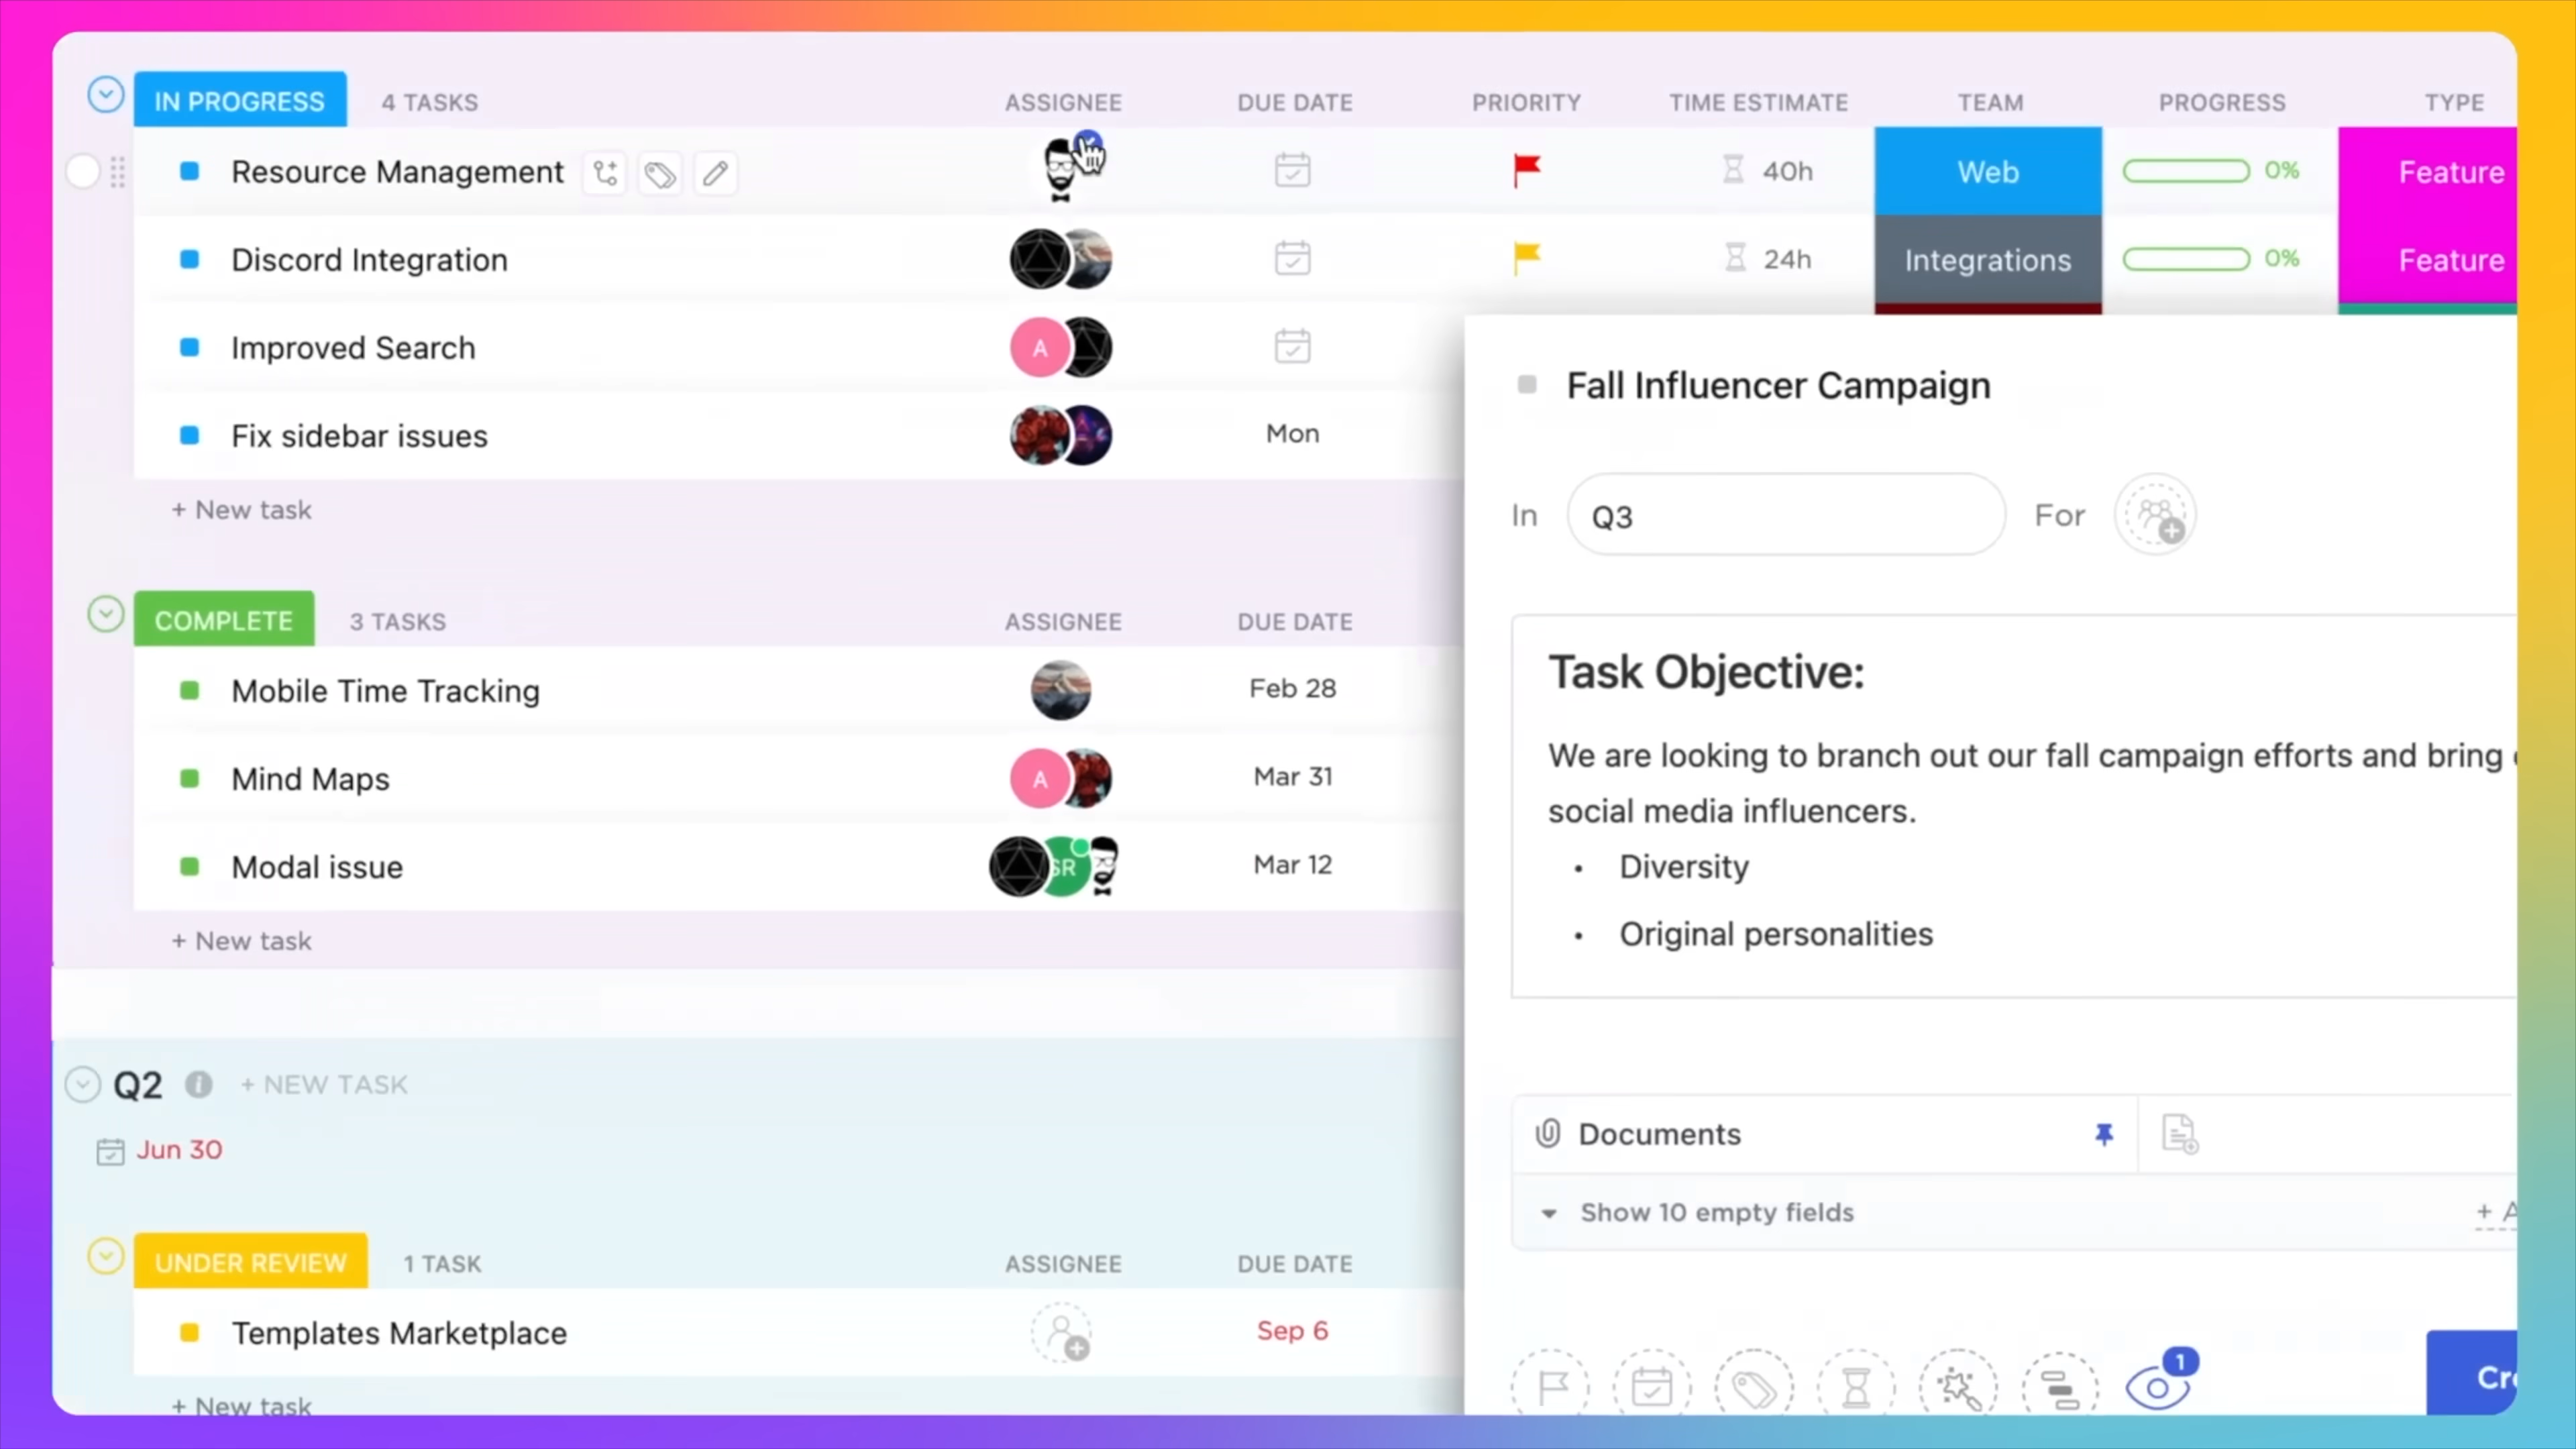 IN PROGRESS 4 TASKS ASSIGNEE DUE DATE PRIORITY TIME ESTIMATE TEAM PROGRESS TYPE
Resource Management 40h Web 0% Feature
Discord Integration 24h Integrations 0% Feature
Improved Search A
Fix sidebar issues Mon
+ New task
COMPLETE 3 TASKS ASSIGNEE DUE DATE
Mobile Time Tracking Feb 28
Mind Maps A Mar 31
Modal issue SR Mar 12
+ New task
Q2 + NEW TASK
Jun 30
UNDER REVIEW 1 TASK ASSIGNEE DUE DATE
Templates Marketplace Sep 6
+ New task
Fall Influencer Campaign
In Q3 For
Task Objective:
We are looking to branch out our fall campaign efforts and bring
social media influencers.
• Diversity
• Original personalities
Documents
Show 10 empty fields
1